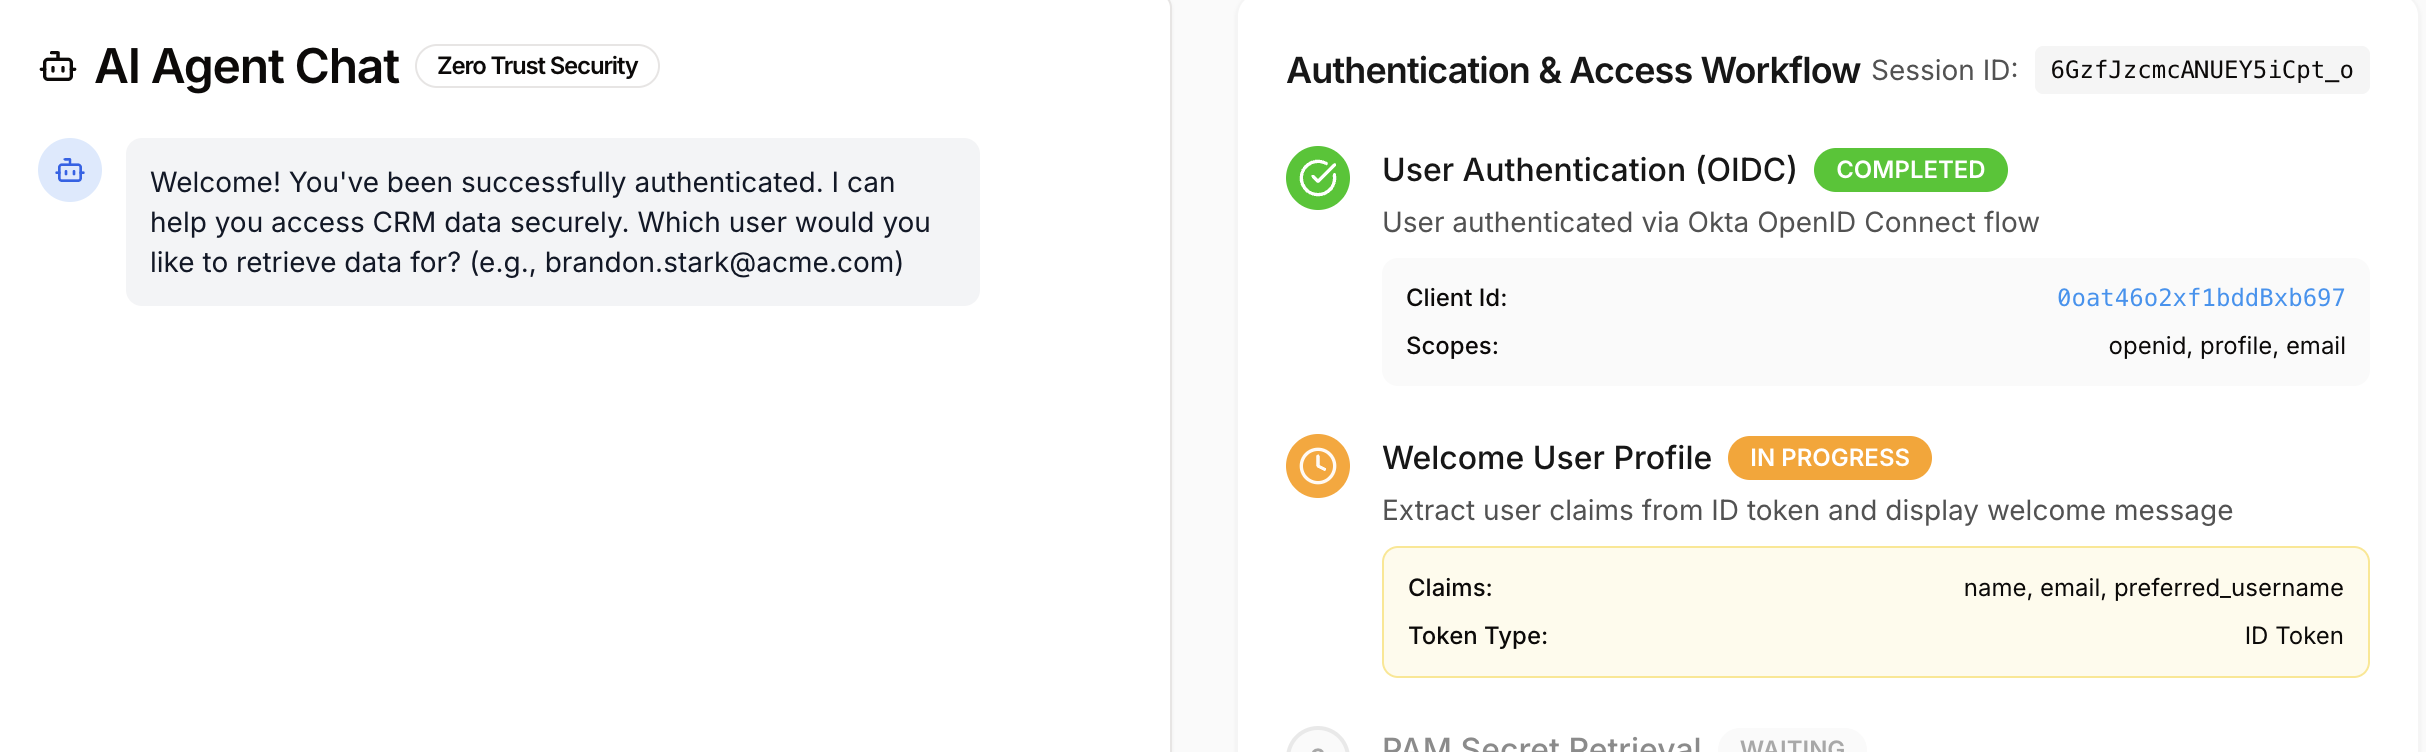 AI Agent Chat
Zero Trust Security
Welcome! You've been successfully authenticated. I can
help you access CRM data securely. Which user would you
like to retrieve data for? (e.g., brandon.stark@acme.com)
Authentication & Access Workflow
Session ID: 6GzfJzcmcANUEY5iCpt_o
User Authentication (OIDC)
COMPLETED
User authenticated via Okta OpenID Connect flow
Client Id: 0oat46o2xf1bddBxb697
Scopes: openid, profile, email
Welcome User Profile
IN PROGRESS
Extract user claims from ID token and display welcome message
Claims: name, email, preferred_username
Token Type: ID Token
PAM Secret Retrieval
WAITING